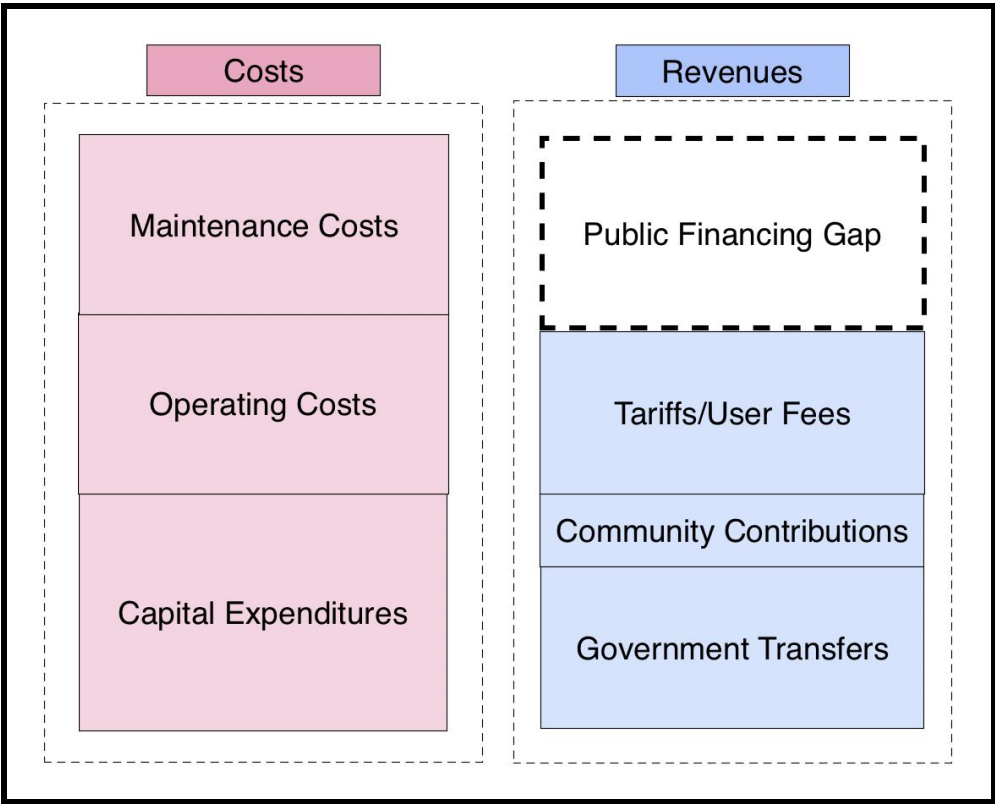 Costs
Maintenance Costs
Operating Costs
Capital Expenditures
Revenues
Public Financing Gap
Tariffs/User Fees
Community Contributions
Government Transfers